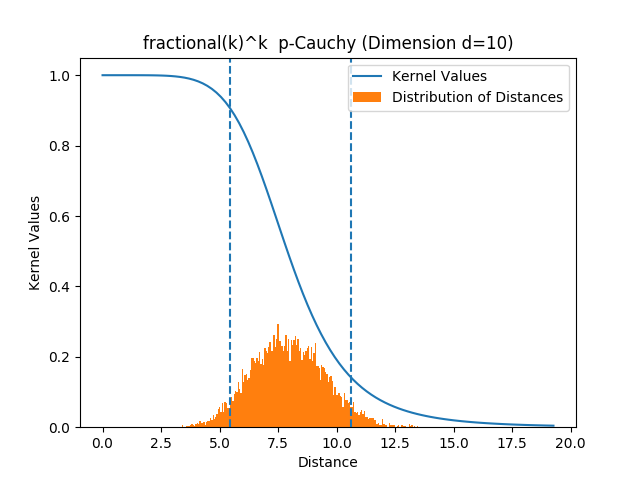 fractional(k)^k  p-Cauchy (Dimension d=10)
Kernel Values
Distribution of Distances
Kernel Values
1.0
0.8
0.6
0.4
0.2
0.0
0.0 2.5 5.0 7.5 10.0 12.5 15.0 17.5 20.0
Distance